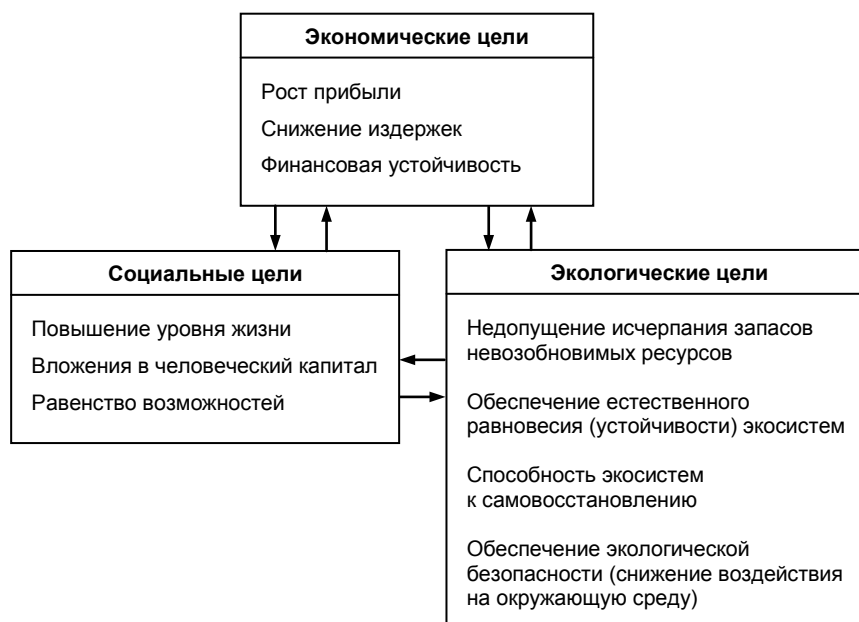 Экономические цели
Рост прибыли
Снижение издержек
Финансовая устойчивость
Социальные цели
Повышение уровня жизни
Вложения в человеческий капитал
Равенство возможностей
Экологические цели
Недопущение исчерпания запасов
невозобновимых ресурсов
Обеспечение естественного
равновесия (устойчивости) экосистем
Способность экосистем
к самовосстановлению
Обеспечение экологической
безопасности (снижение воздействия
на окружающую среду)